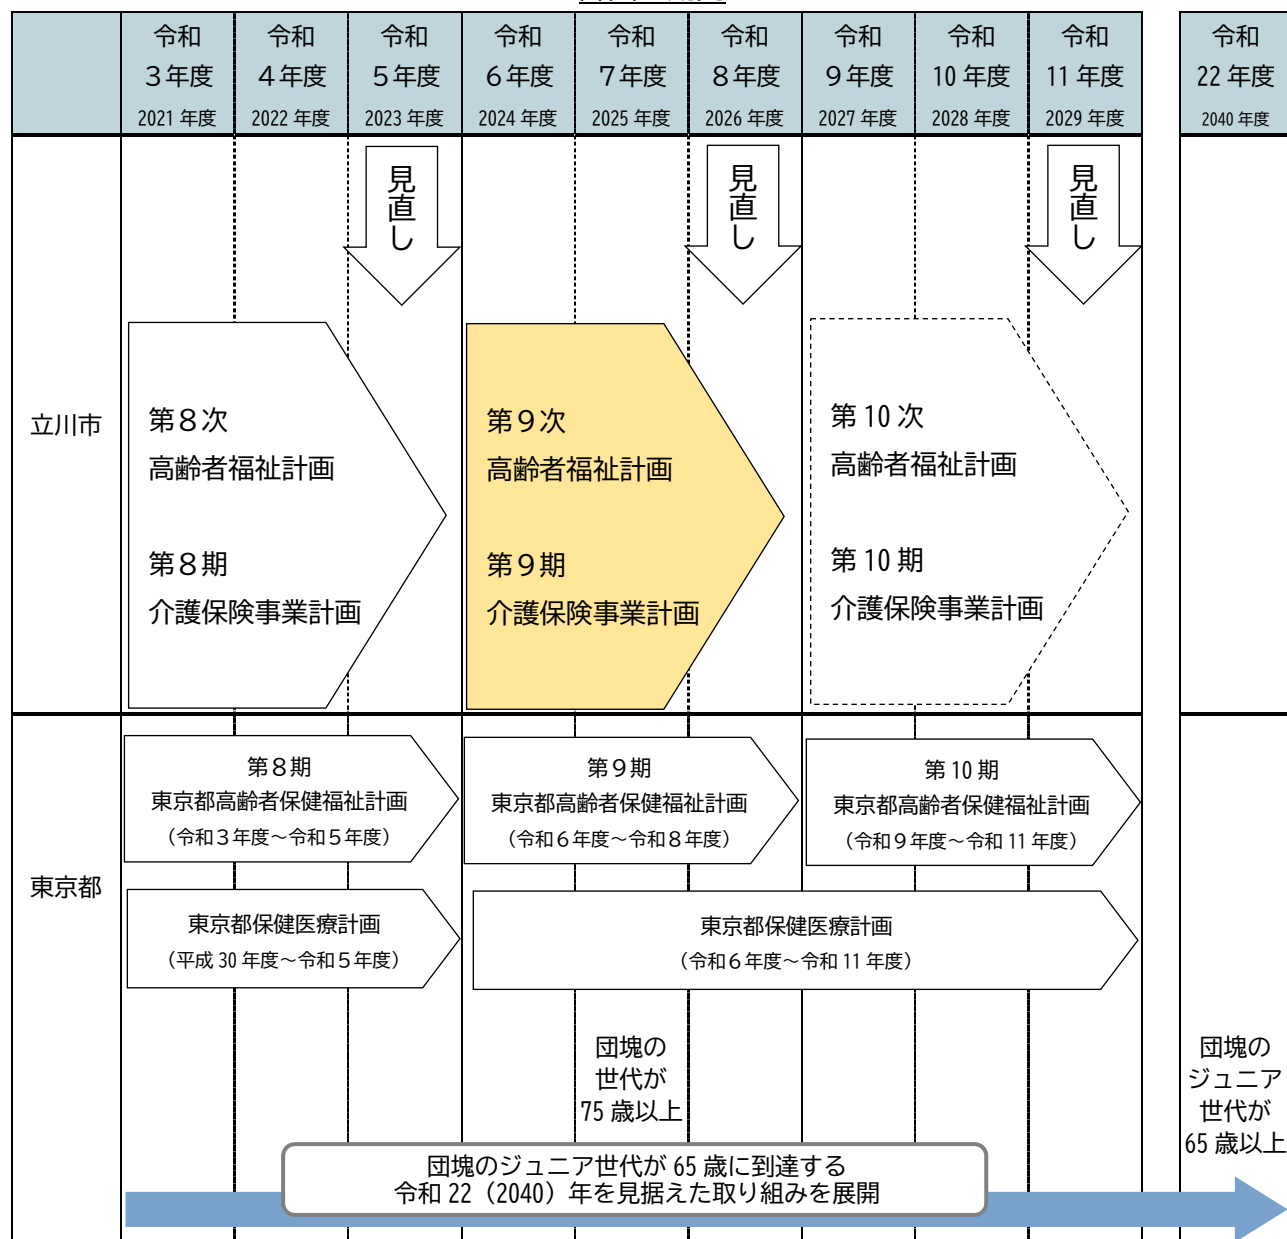 令和
3年度
2021 年度
令和
4年度
2022 年度
令和
5年度
2023 年度
令和
6年度
2024 年度
令和
7年度
2025 年度
令和
8年度
2026 年度
令和
9年度
2027 年度
令和
10 年度
2028 年度
令和
11 年度
2029 年度
令和
22 年度
2040 年度
見直し
見直し
見直し
立川市
第8次
高齢者福祉計画
第8期
介護保険事業計画
第9次
高齢者福祉計画
第9期
介護保険事業計画
第 10 次
高齢者福祉計画
第 10 期
介護保険事業計画
東京都
第8期
東京都高齢者保健福祉計画
（令和3年度～令和5年度）
第9期
東京都高齢者保健福祉計画
（令和6年度～令和8年度）
第 10 期
東京都高齢者保健福祉計画
（令和9年度～令和 11 年度）
東京都保健医療計画
（平成 30 年度～令和5年度）
東京都保健医療計画
（令和6年度～令和 11 年度）
団塊の
世代が
75 歳以上
団塊の
ジュニア
世代が
65 歳以上
団塊のジュニア世代が 65 歳に到達する
令和 22（2040）年を見据えた取り組みを展開